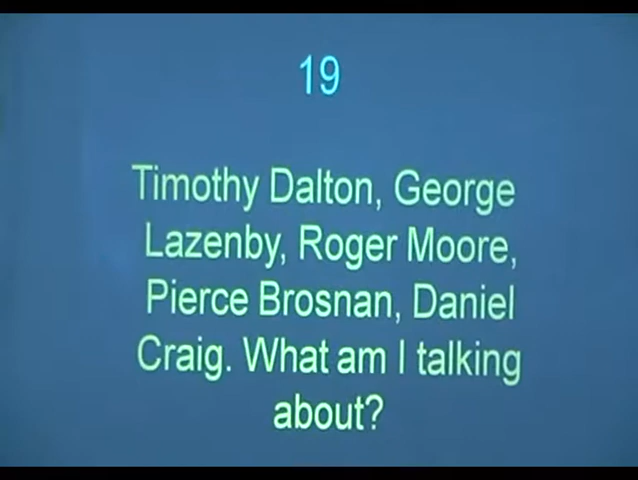 19
Timothy Dalton, George
Lazenby, Roger Moore,
Pierce Brosnan, Daniel
Craig. What am I talking
about?